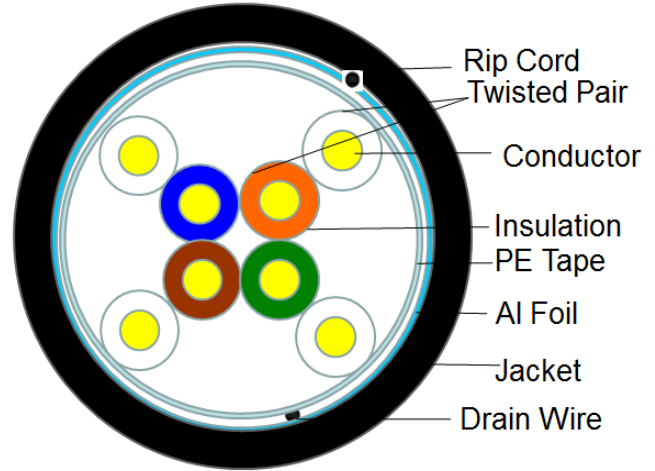 Rip Cord
Twisted Pair
Conductor
Insulation
PE Tape
Al Foil
Jacket
Drain Wire